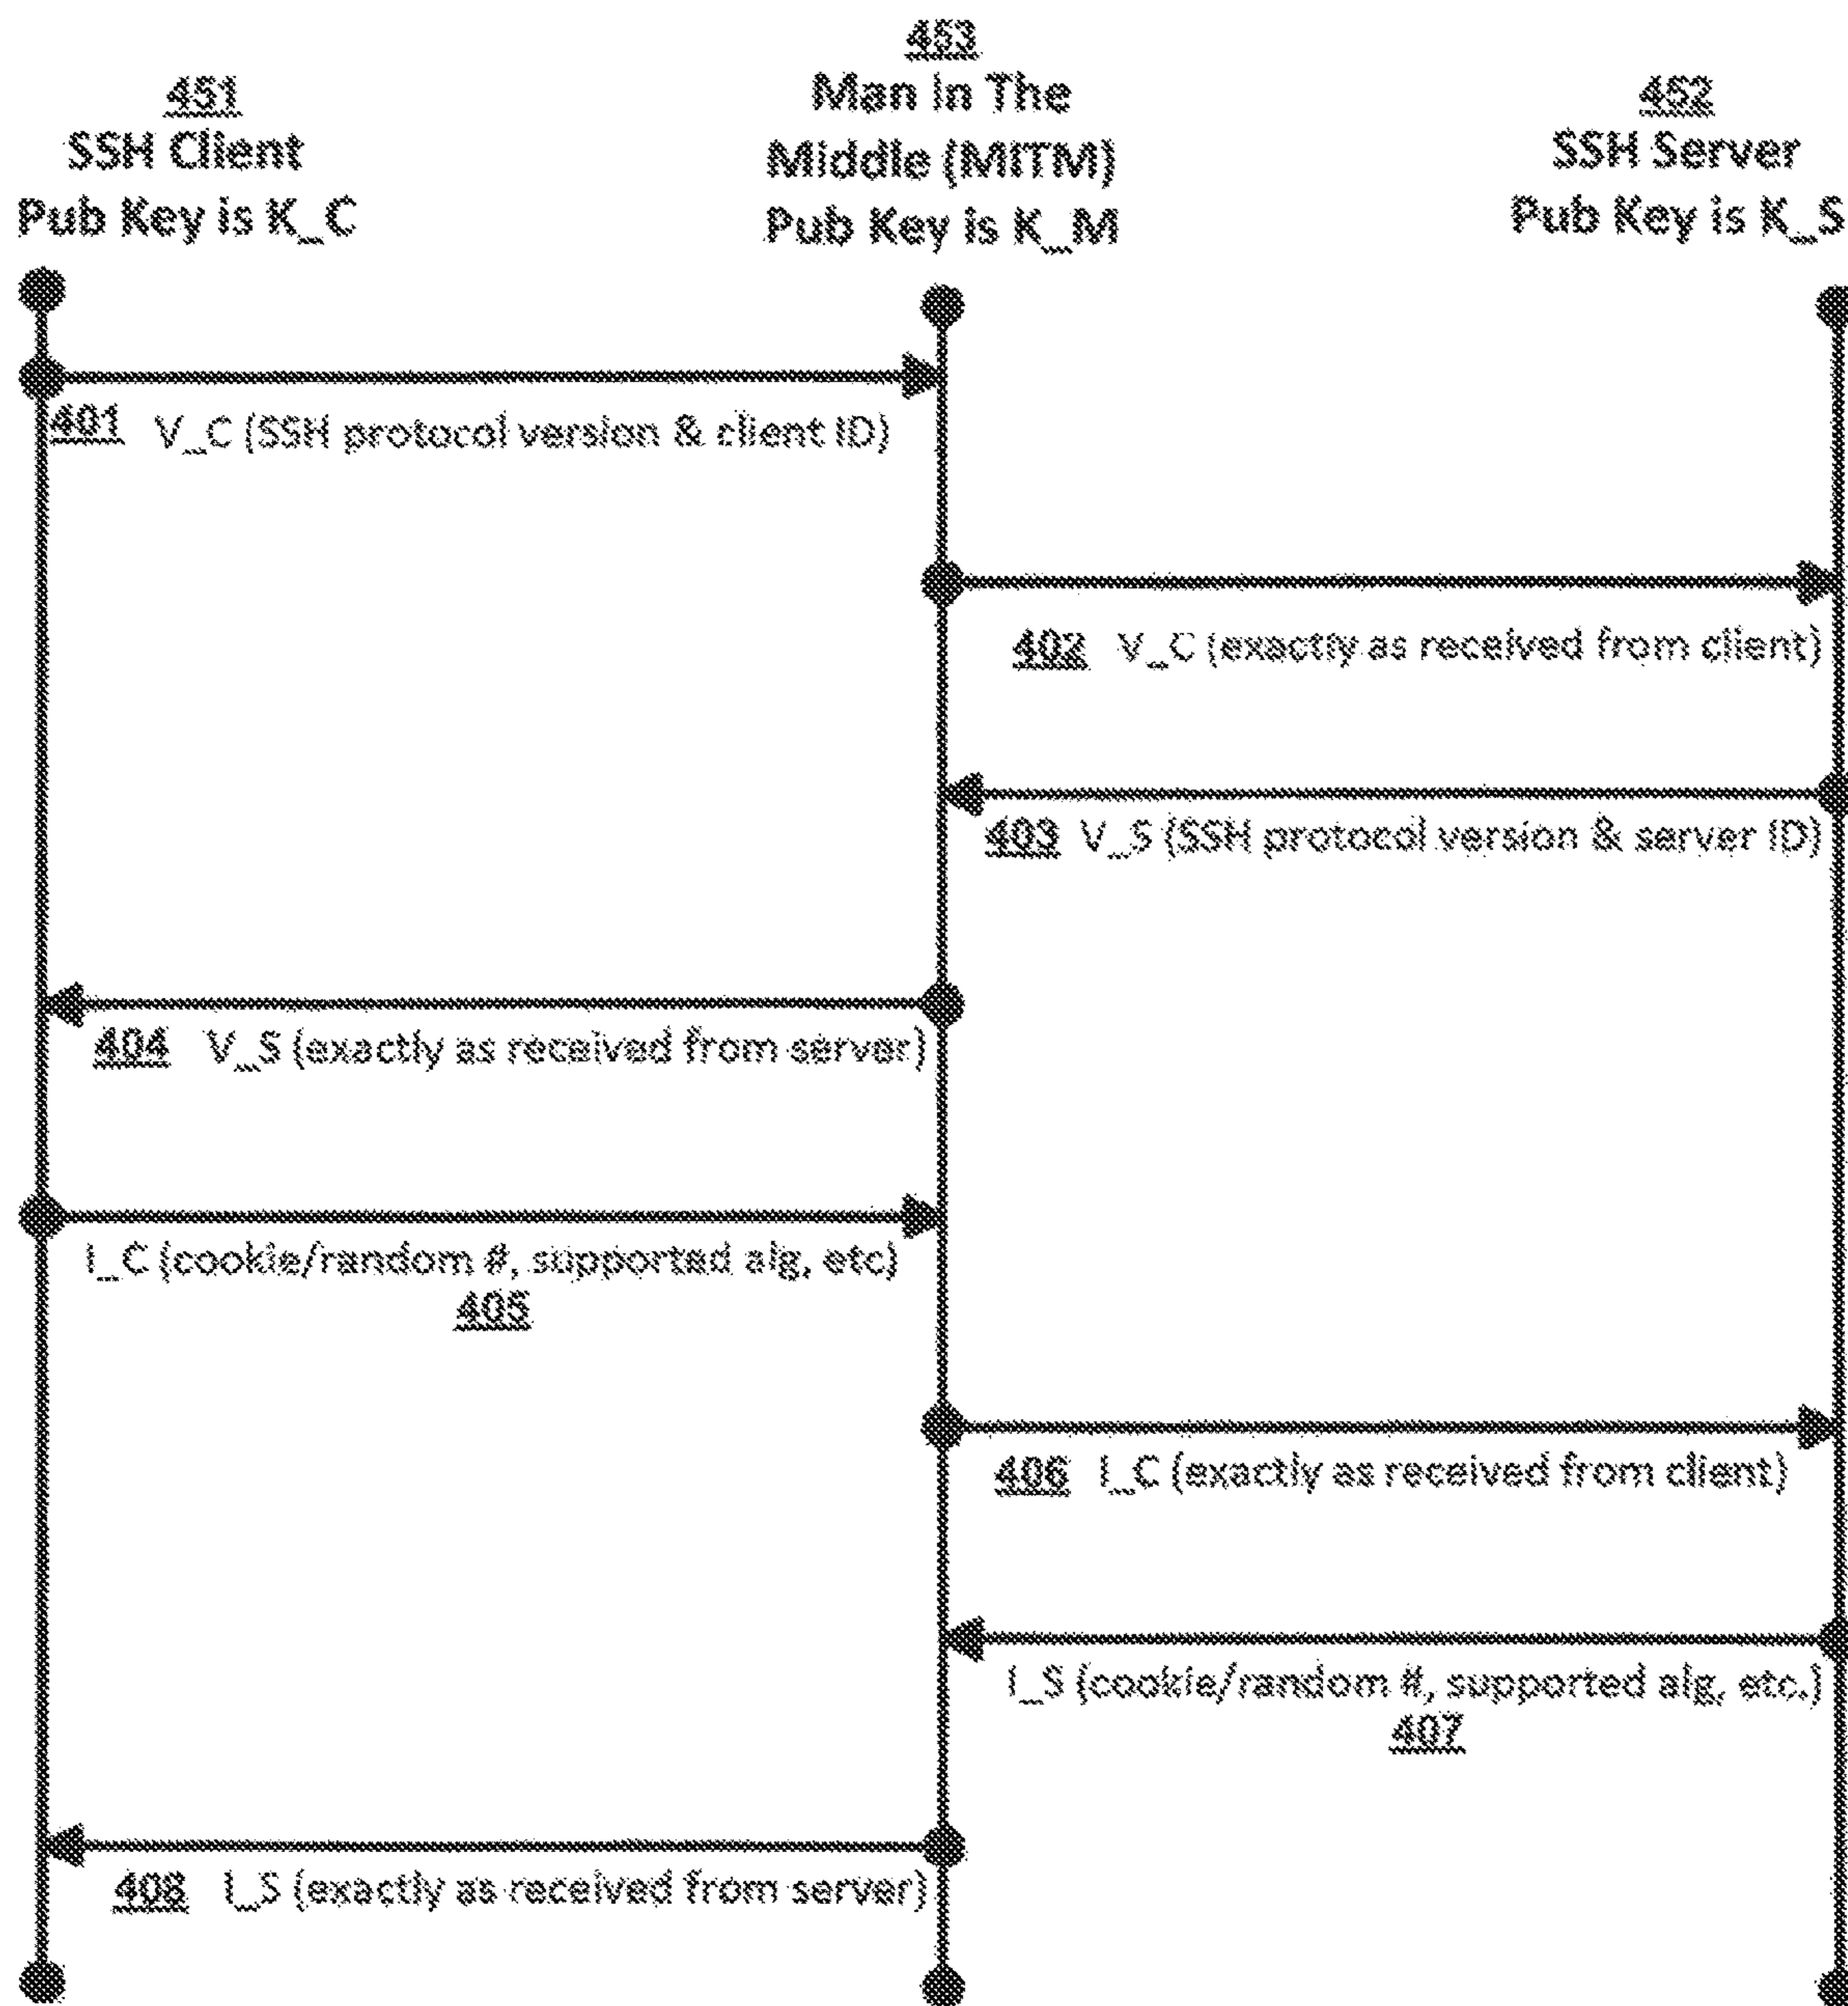 451
SSH Client
Pub Key is K_C
453
Man In The
Middle (MITM)
Pub Key is K_M
452
SSH Server
Pub Key is K_S
401 V_C (SSH protocol version & client ID)
402 V_C (exactly as received from client)
403 V_S (SSH protocol version & server ID)
404 V_S (exactly as received from server)
I_C (cookie/random #, supported alg, etc)
405
406 I_C (exactly as received from client)
I_S (cookie/random #, supported alg, etc.)
407
408 I_S (exactly as received from server)